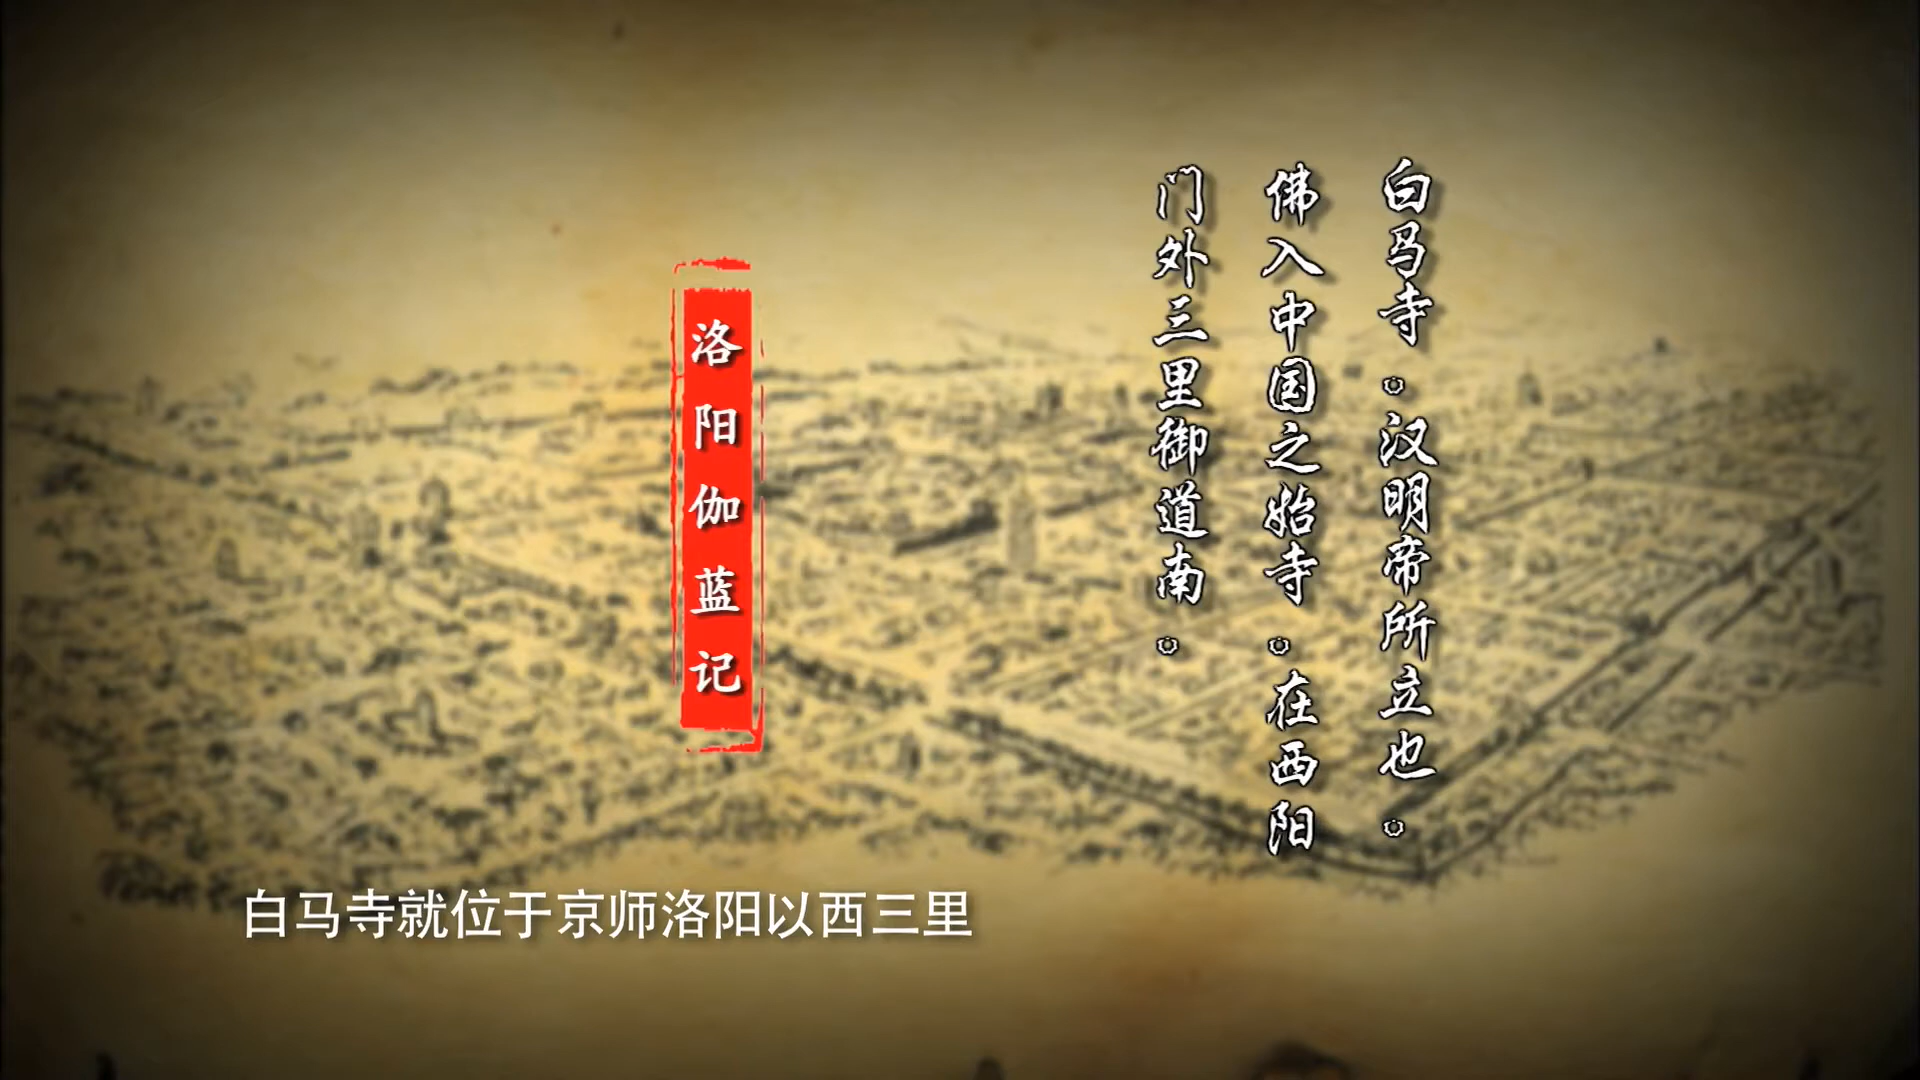 白马寺。汉明帝所立也。
佛入中国之始寺。在西阳
门外三里御道南。
洛阳伽蓝记
白马寺就位于京师洛阳以西三里